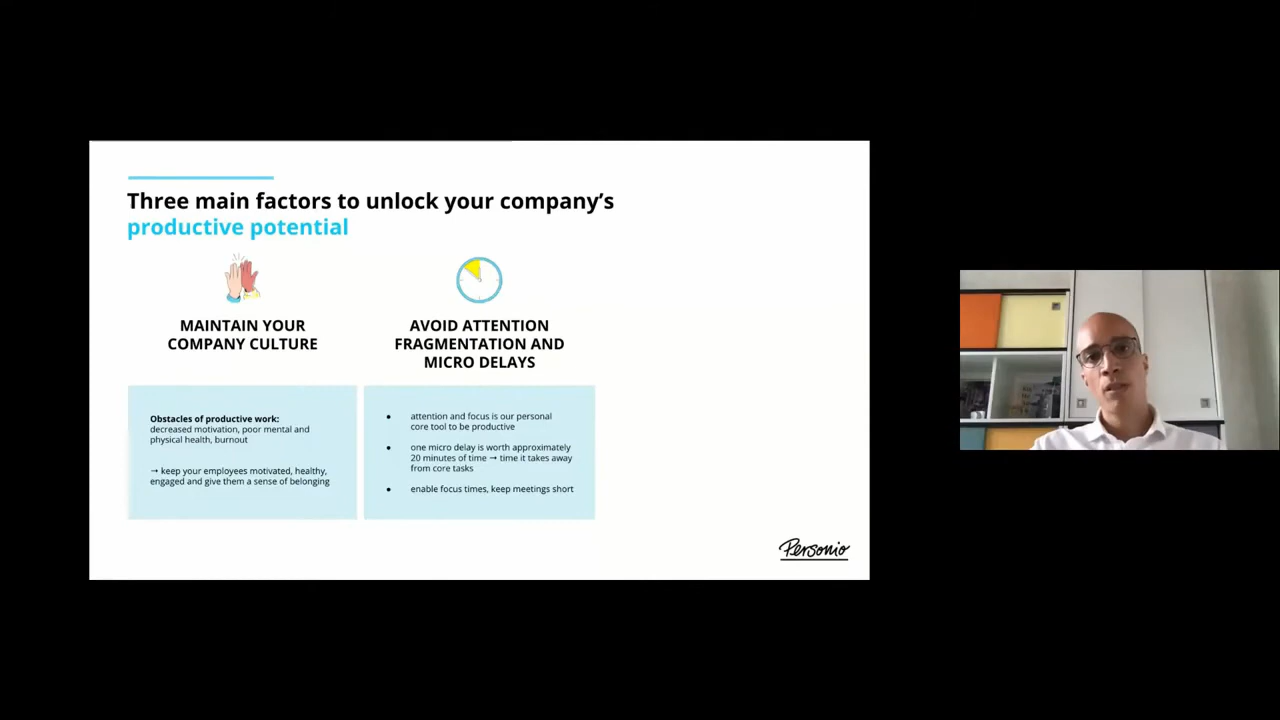 Three main factors to unlock your company's
productive potential
MAINTAIN YOUR
COMPANY CULTURE
Obstacles of productive work:
decreased motivation, poor mental and
physical health, burnout
→ keep your employees motivated, healthy,
engaged and give them a sense of belonging
AVOID ATTENTION
FRAGMENTATION AND
MICRO DELAYS
• attention and focus is our personal
core tool to be productive
• one micro delay is worth approximately
20 minutes of time → time it takes away
from core tasks
• enable focus times, keep meetings short
Personio